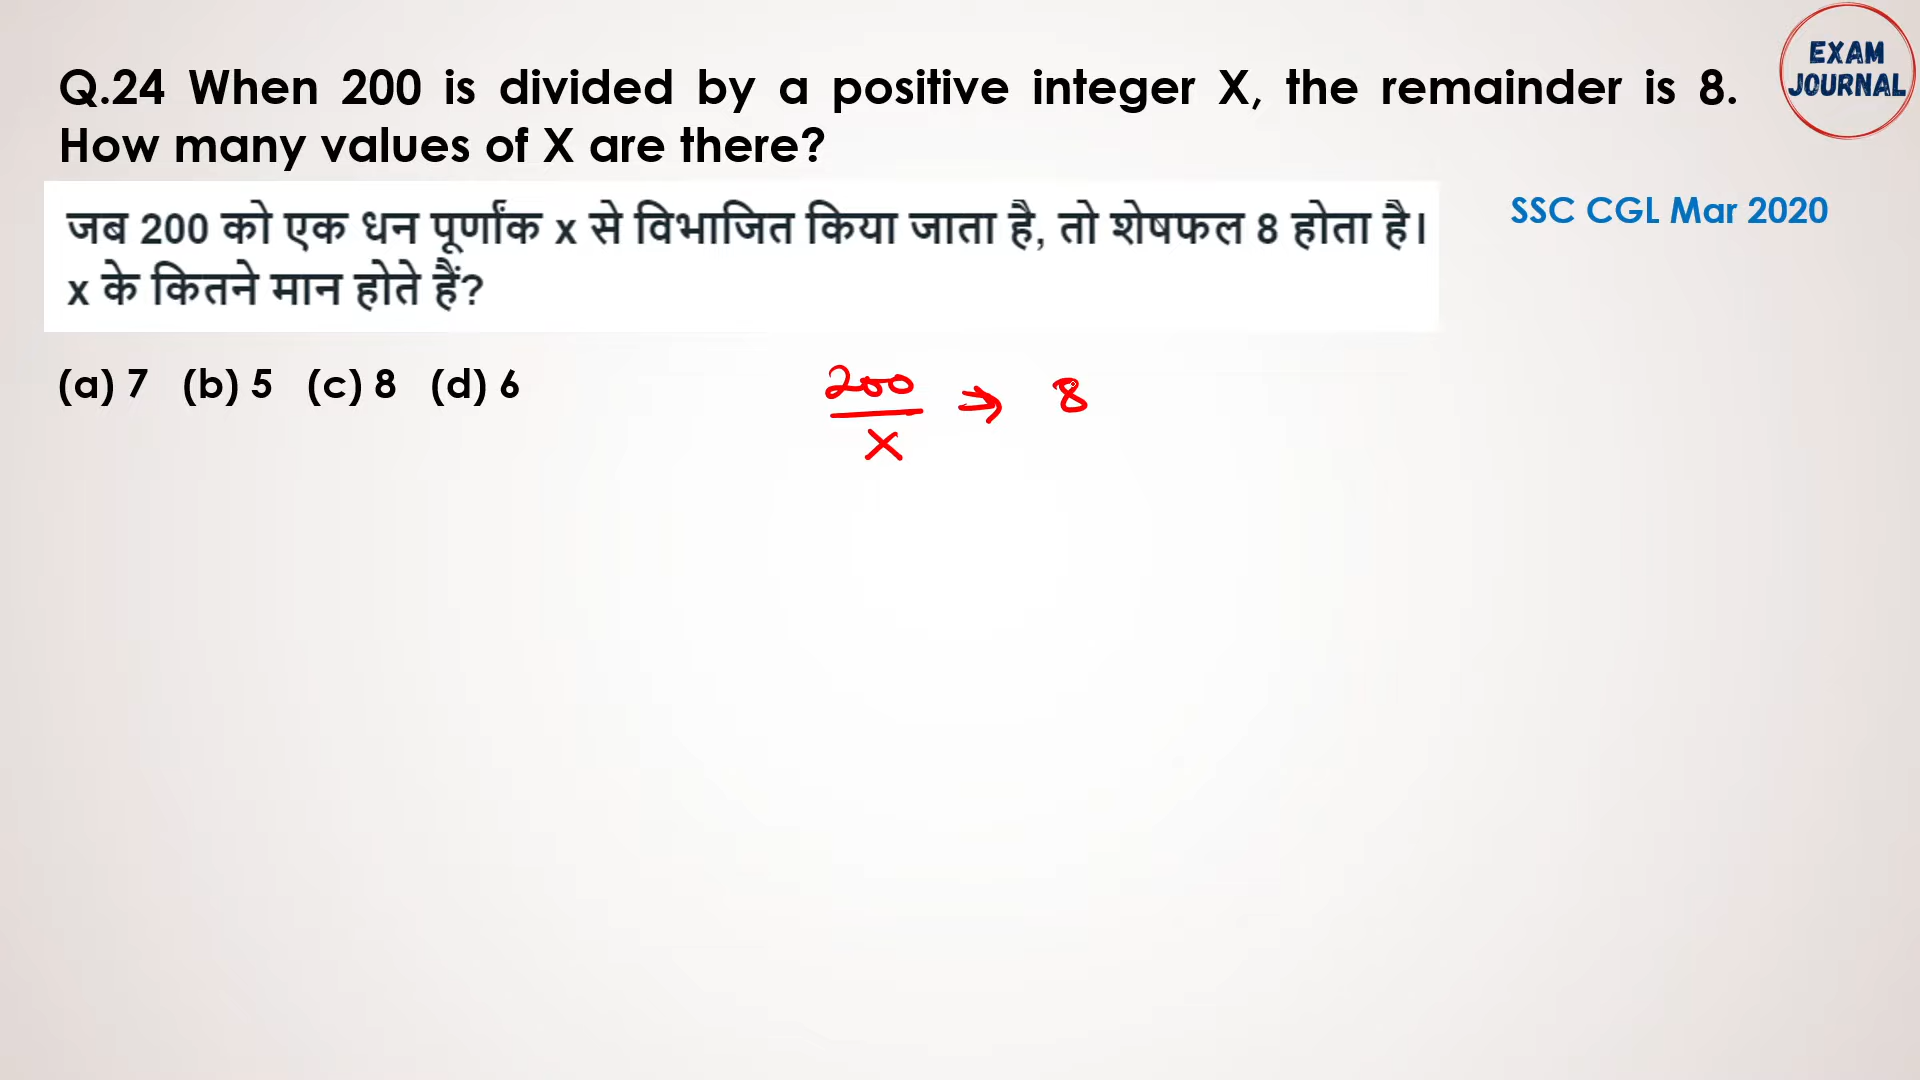 EXAM
JOURNAL
Q.24 When 200 is divided by a positive integer X, the remainder is 8.
How many values of X are there?
जब 200 को एक धन पूर्णांक x से विभाजित किया जाता है, तो शेषफल 8 होता है।
x के कितने मान होते हैं?
SSC CGL Mar 2020
(a) 7 (b) 5 (c) 8 (d) 6
200 → 8
x